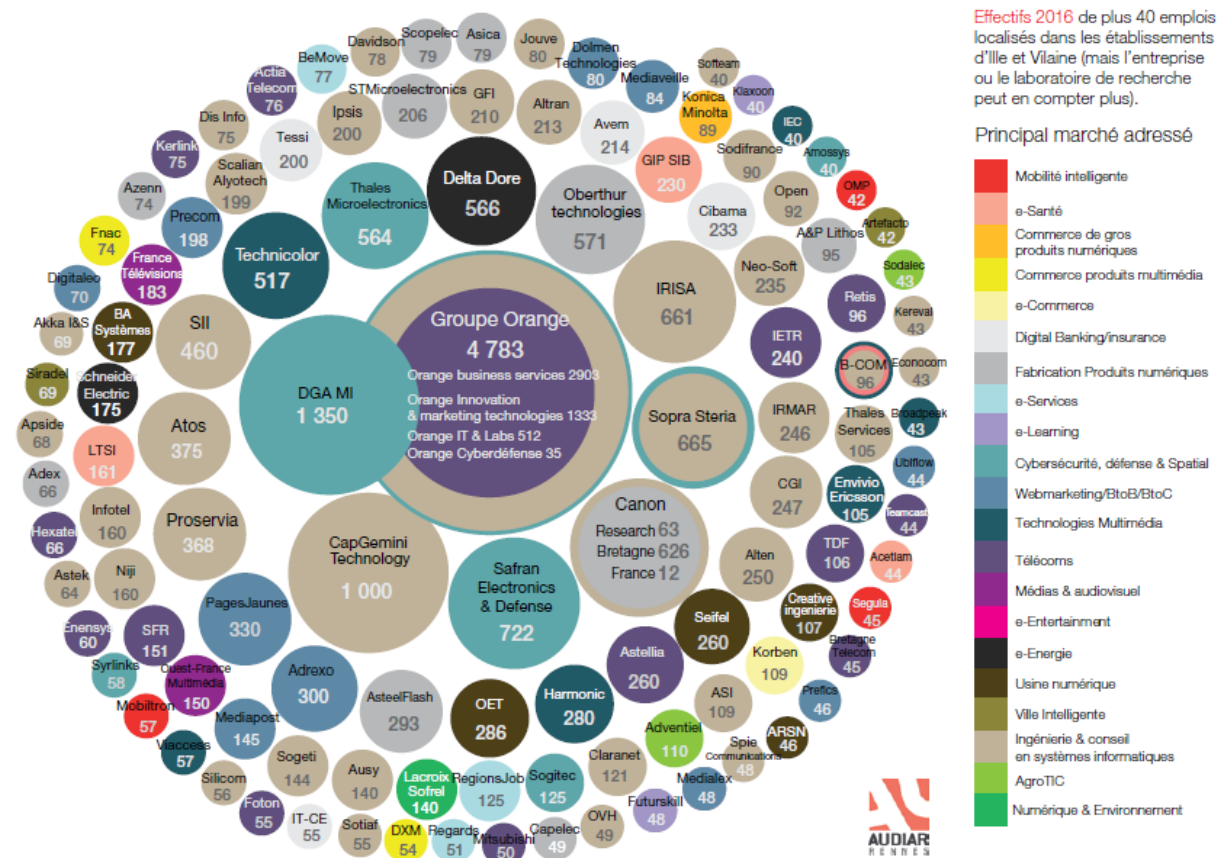 Effectifs 2016 de plus 40 emplois
localisés dans les établissements
d'Ille et Vilaine (mais l'entreprise
ou le laboratoire de recherche
peut en compter plus).
Principal marché adressé
Mobilité intelligente
e-Santé
Commerce de gros
produits numériques
Commerce produits multimédia
e-Commerce
Digital Banking/insurance
Fabrication Produits numériques
e-Services
e-Learning
Cybersécurité, défense & Spatial
Webmarketing/BtoB/BtoC
Technologies Multimédia
Télécoms
Médias & audiovisuel
e-Entertainment
e-Energie
Usine numérique
Ville Intelligente
Ingénierie & conseil
en systèmes informatiques
AgroTIC
Numérique & Environnement
AUDIAR
RENNES
Groupe Orange
4 783
Orange business services 2903
Orange Innovation
& marketing technologies 1333
Orange IT & Labs 512
Orange Cyberdéfense 35
DGA MI
1 350
CapGemini
Technology
1 000
Safran
Electronics
& Defense
722
Canon
Research 63
Bretagne 626
France 12
Sopra Steria
665
IRISA
661
Oberthur
technologies
571
Delta Dore
566
Thales
Microelectronics
564
Technicolor
517
SII
460
Atos
375
Proservia
368
PagesJaunes
330
Adrexo
300
AsteelFlash
293
OET
286
Harmonic
280
Astellia
260
Seifel
260
Alten
250
CGI
247
IRMAR
246
IETR
240
Neo-Soft
235
Cibama
233
GIP SIB
230
Avem
214
Altran
213
GFI
210
STMicroelectronics
206
Ipsis
200
Tessi
200
Scalian
Alyotech
199
Precom
198
France
Télévisions
183
BA
Systèmes
177
Schneider
Electric
175
LTSI
161
Infotel
160
Niji
160
SFR
151
Ouest-France
Multimédia
150
Mediapost
145
Sogeti
144
Ausy
140
Lacroix
Sofrel
140
RegionsJob
125
Sogitec
125
Claranet
121
Adventiel
110
ASI
109
Korben
109
Creative
ingenierie
107
TDF
106
Envivio
Ericsson
105
Thales
Services
105
B-COM
96
Retis
96
A&P Lithos
95
Open
92
Sodifrance
90
Konica
Minolta
89
Mediaveille
84
Dolmen
Technologies
80
Jouve
80
Asica
79
Scopelec
79
Davidson
78
BeMove
77
Actia
Telecom
76
Dis Info
75
Kerlink
75
Azenn
74
Fnac
74
Digitaleo
70
Akka I&S
69
Siradel
69
Apside
68
Adex
66
Hexatel
66
Astek
64
Enensys
60
Syrlinks
58
Mobiltron
57
Viaccess
57
Silicom
56
Foton
55
IT-CE
55
Sotiaf
55
DXM
54
Regards
51
Mitsubishi
50
Capelec
49
OVH
49
Futurskill
48
Medialex
48
Spie
Communications
48
ARSN
46
Prefics
46
Bretagne
Telecom
45
Segula
45
Acetiam
44
Teamcast
44
Ubiflow
44
Broadpeak
43
Econocom
43
Kereval
43
Sodalec
43
Artefacto
42
OMP
42
Amossys
40
IEC
40
Klaxoon
40
Softeam
40